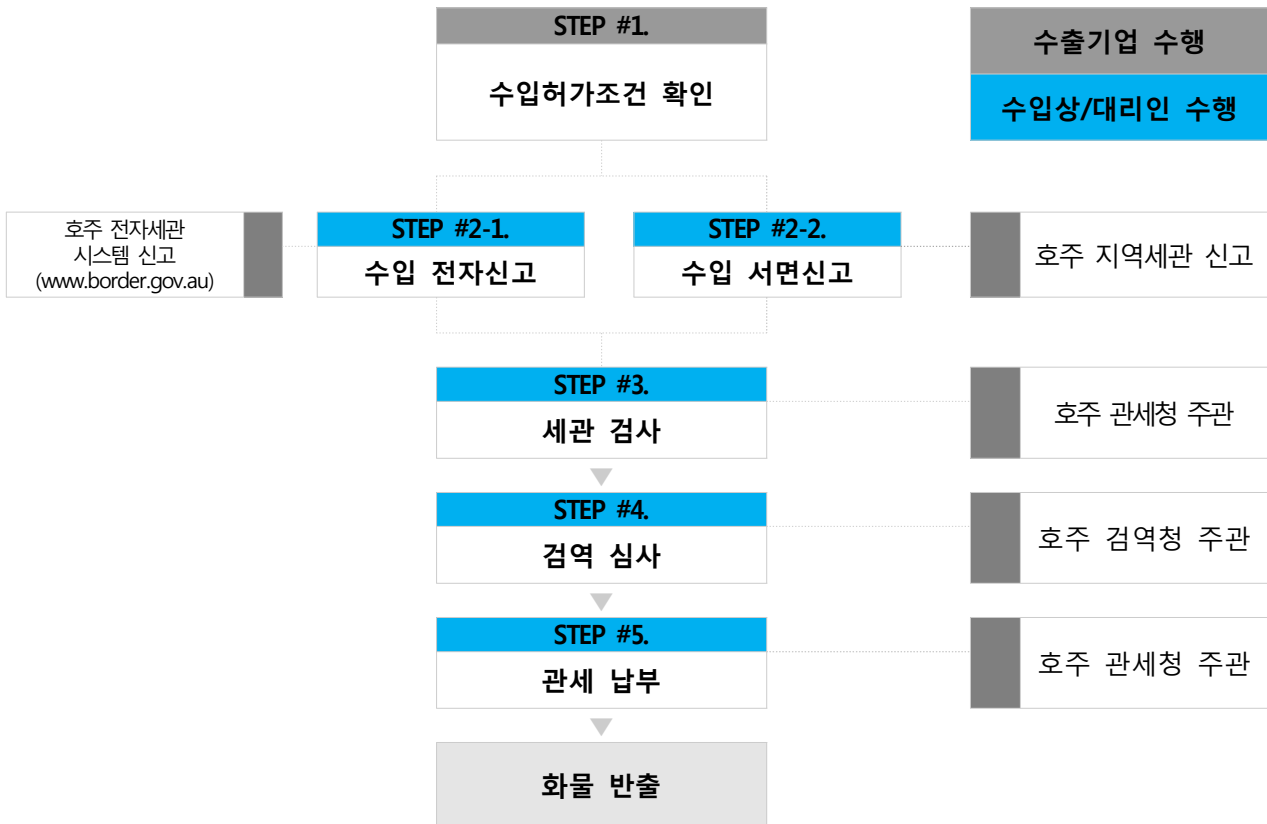 STEP #1.
수입허가조건 확인
수출기업 수행
수입상/대리인 수행
호주 전자세관
시스템 신고
(www.border.gov.au)
STEP #2-1.
수입 전자신고
STEP #2-2.
수입 서면신고
호주 지역세관 신고
STEP #3.
세관 검사
호주 관세청 주관
STEP #4.
검역 심사
호주 검역청 주관
STEP #5.
관세 납부
호주 관세청 주관
화물 반출